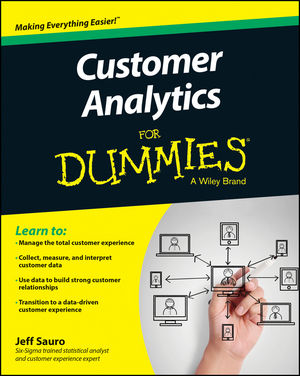 Making Everything Easier!™
Customer
Analytics
FOR
DUMMIES®
A Wiley Brand
Learn to:
• Manage the total customer experience
• Collect, measure, and interpret
customer data
• Use data to build strong customer
relationships
• Transition to a data-driven
customer experience
Jeff Sauro
Six-Sigma trained statistical analyst
and customer experience expert